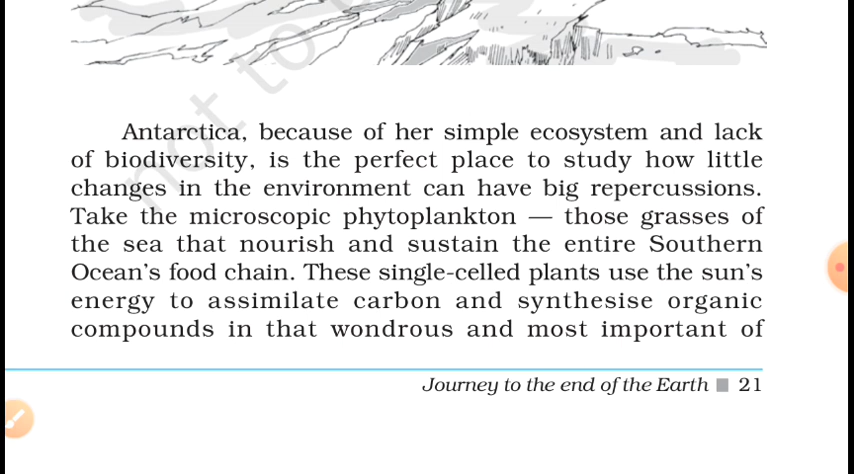 not to
Antarctica, because of her simple ecosystem and lack
of biodiversity, is the perfect place to study how little
changes in the environment can have big repercussions.
Take the microscopic phytoplankton — those grasses of
the sea that nourish and sustain the entire Southern
Ocean's food chain. These single-celled plants use the sun's
energy to assimilate carbon and synthesise organic
compounds in that wondrous and most important of
Journey to the end of the Earth ■ 21